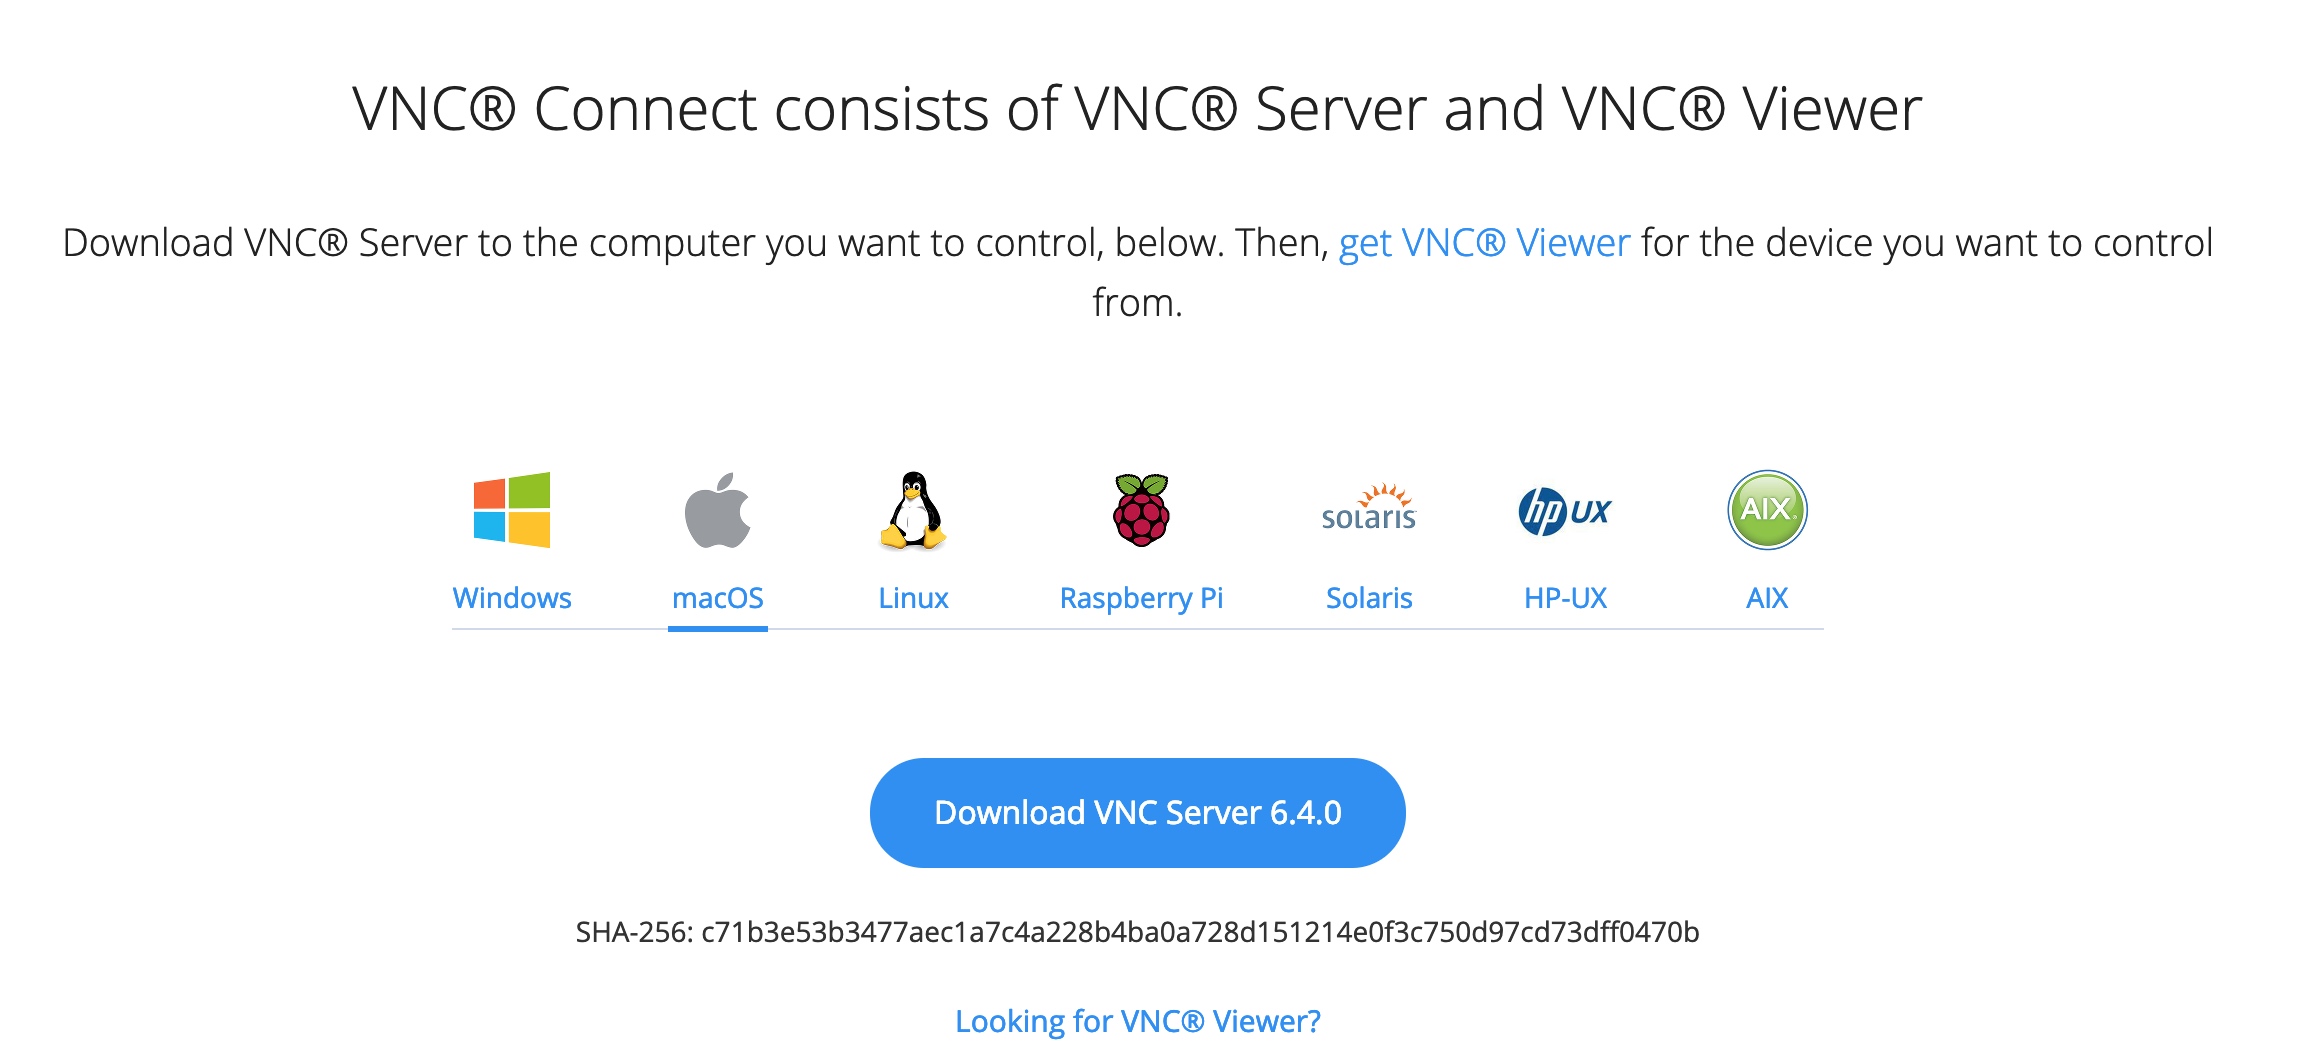 VNC® Connect consists of VNC® Server and VNC® Viewer
Download VNC® Server to the computer you want to control, below. Then, get VNC® Viewer for the device you want to control
from.
solaris
hp UX
AIX
Windows
macOS
Linux
Raspberry Pi
Solaris
HP-UX
AIX
Download VNC Server 6.4.0
SHA-256: c71b3e53b3477aec1a7c4a228b4ba0a728d151214e0f3c750d97cd73dff0470b
Looking for VNC® Viewer?